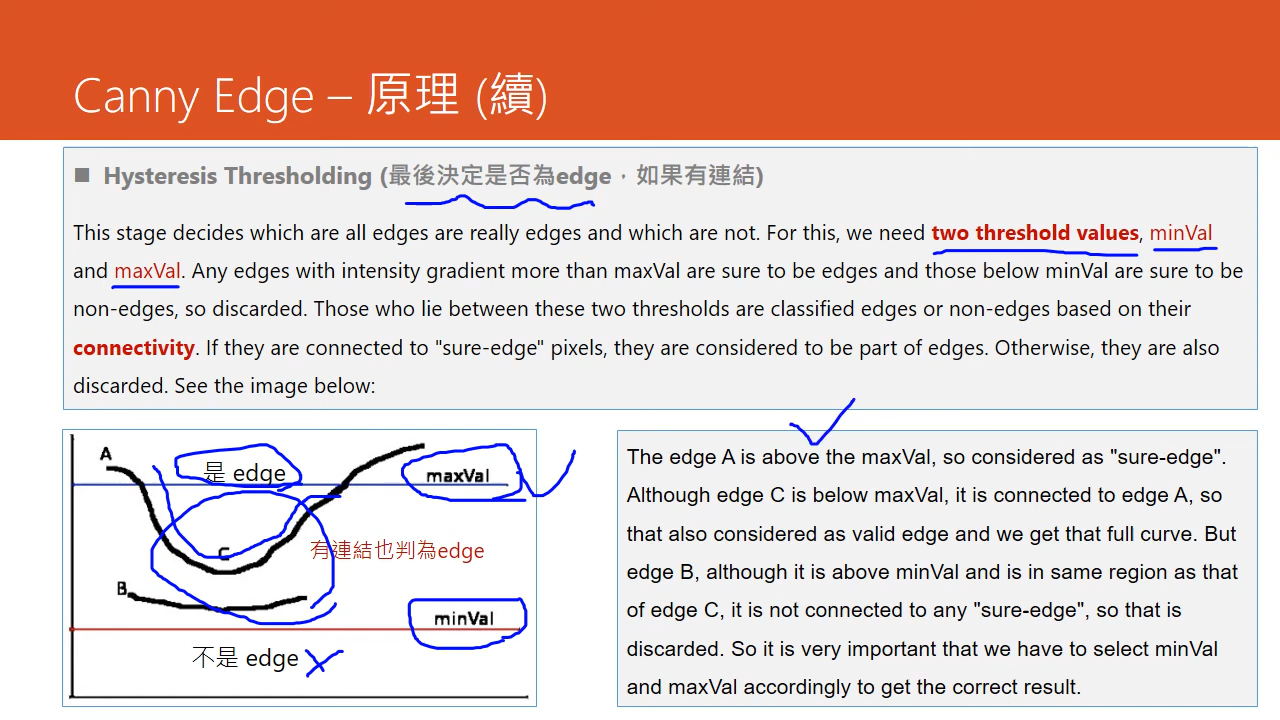 Canny Edge – 原理 (續)
■ Hysteresis Thresholding (最後決定是否為edge，如果有連結)
This stage decides which are all edges are really edges and which are not. For this, we need two threshold values, minVal
and maxVal. Any edges with intensity gradient more than maxVal are sure to be edges and those below minVal are sure to be
non-edges, so discarded. Those who lie between these two thresholds are classified edges or non-edges based on their
connectivity. If they are connected to "sure-edge" pixels, they are considered to be part of edges. Otherwise, they are also
discarded. See the image below:
A
是 edge
maxVal
C
有連結也判為edge
B
minVal
不是 edge
The edge A is above the maxVal, so considered as "sure-edge".
Although edge C is below maxVal, it is connected to edge A, so
that also considered as valid edge and we get that full curve. But
edge B, although it is above minVal and is in same region as that
of edge C, it is not connected to any "sure-edge", so that is
discarded. So it is very important that we have to select minVal
and maxVal accordingly to get the correct result.